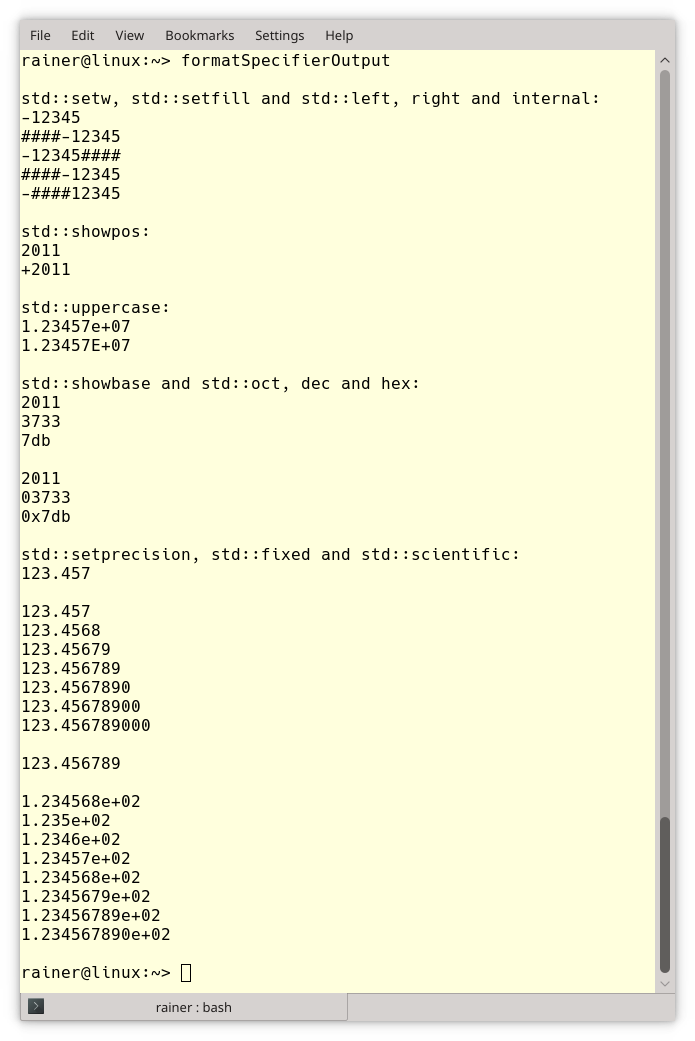 File Edit View Bookmarks Settings Help
rainer@linux:~> formatSpecifierOutput
std::setw, std::setfill and std::left, right and internal:
-12345
####-12345
-12345####
####-12345
-####12345
std::showpos:
2011
+2011
std::uppercase:
1.23457e+07
1.23457E+07
std::showbase and std::oct, dec and hex:
2011
3733
7db
2011
03733
0x7db
std::setprecision, std::fixed and std::scientific:
123.457
123.457
123.4568
123.45679
123.456789
123.4567890
123.45678900
123.456789000
123.456789
1.234568e+02
1.235e+02
1.2346e+02
1.23457e+02
1.234568e+02
1.2345679e+02
1.23456789e+02
1.234567890e+02
rainer@linux:~>
rainer : bash